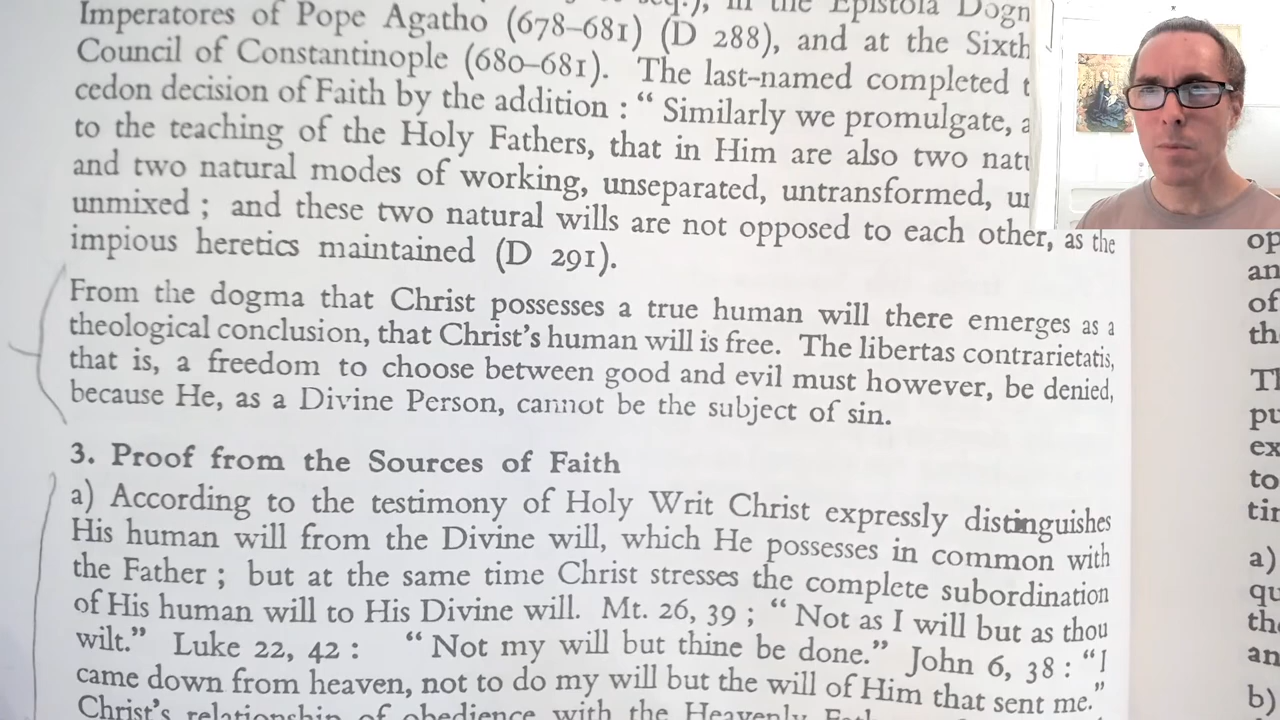 Imperatores of Pope Agatho (678–681) (D 288), and at the Sixth
Council of Constantinople (680–681). The last-named completed
cedon decision of Faith by the addition : “ Similarly we promulgate,
to the teaching of the Holy Fathers, that in Him are also two
and two natural modes of working, unseparated, untransformed,
unmixed ; and these two natural wills are not opposed to each other, as the
impious heretics maintained (D 291).
From the dogma that Christ possesses a true human will there emerges as a
theological conclusion, that Christ’s human will is free. The libertas contrarietatis,
that is, a freedom to choose between good and evil must however, be denied,
because He, as a Divine Person, cannot be the subject of sin.
3. Proof from the Sources of Faith
a) According to the testimony of Holy Writ Christ expressly distinguishes
His human will from the Divine will, which He possesses in common with
the Father ; but at the same time Christ stresses the complete subordination
of His human will to His Divine will. Mt. 26, 39 ; “ Not as I will but as thou
wilt.” Luke 22, 42 : “ Not my will but thine be done.” John 6, 38 : “I
came down from heaven, not to do my will but the will of Him that sent me.”
Christ’s relationship of obedience with the Heavenly
an
of
a)
an
b)